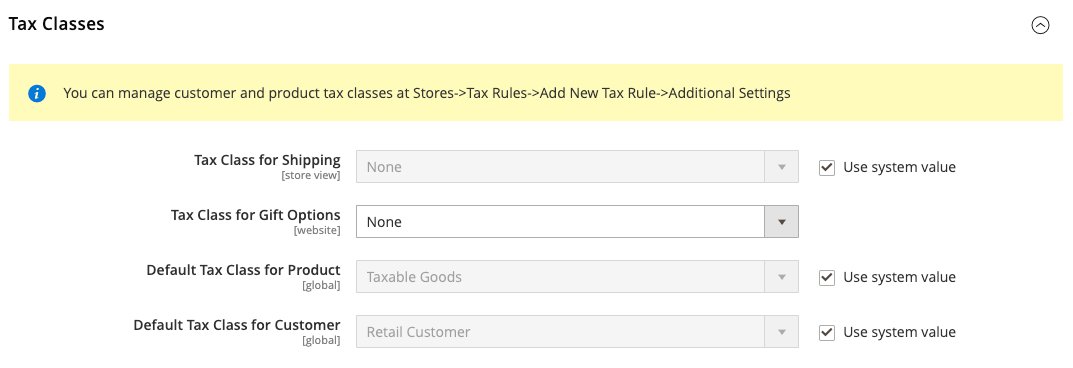 Tax Classes
You can manage customer and product tax classes at Stores->Tax Rules->Add New Tax Rule->Additional Settings
Tax Class for Shipping None Use system value
[store view]
Tax Class for Gift Options None
[website]
Default Tax Class for Product Taxable Goods Use system value
[global]
Default Tax Class for Customer Retail Customer Use system value
[global]